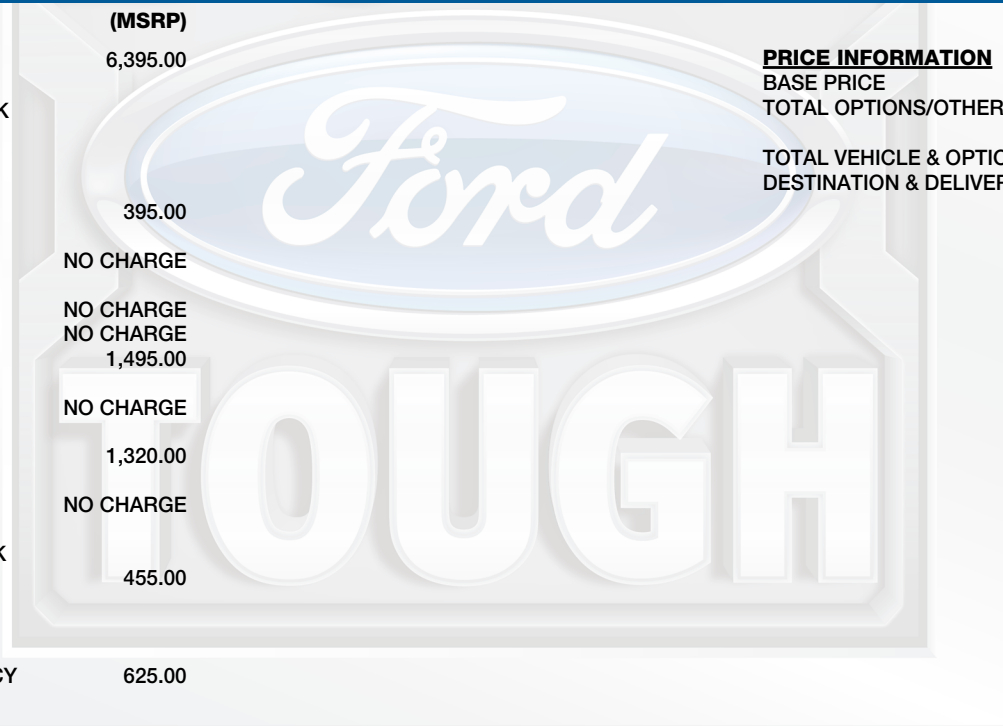 (MSRP)
6,395.00
K
395.00
NO CHARGE
NO CHARGE
NO CHARGE
1,495.00
NO CHARGE
1,320.00
NO CHARGE
K
455.00
CY 625.00
PRICE INFORMATION
BASE PRICE
TOTAL OPTIONS/OTHER
TOTAL VEHICLE & OPTIO
DESTINATION & DELIVER
Ford
TOUGH